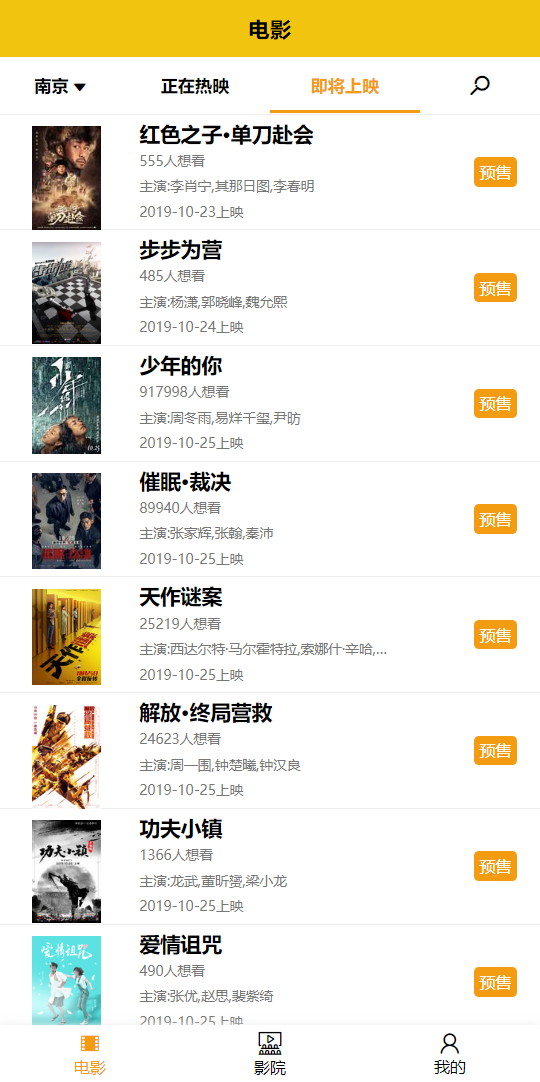 电影
南京 正在热映 即将上映
红色之子·单刀赴会
555人想看
主演:李肖宁,其那日图,李春明
2019-10-23上映
预售
步步为营
485人想看
主演:杨潇,郭晓峰,魏允熙
2019-10-24上映
预售
少年的你
917998人想看
主演:周冬雨,易烊千玺,尹昉
2019-10-25上映
预售
催眠·裁决
89940人想看
主演:张家辉,张翰,秦沛
2019-10-25上映
预售
天作谜案
25219人想看
主演:西达尔特·马尔霍特拉,索娜什·辛哈,...
2019-10-25上映
预售
解放·终局营救
24623人想看
主演:周一围,钟楚曦,钟汉良
2019-10-25上映
预售
功夫小镇
功夫小镇
1366人想看
主演:龙武,董昕赟,梁小龙
2019-10-25上映
预售
爱情诅咒
爱情诅咒
490人想看
主演:张优,赵思,裴紫绮
2019-10-25上映
预售
电影 影院 我的